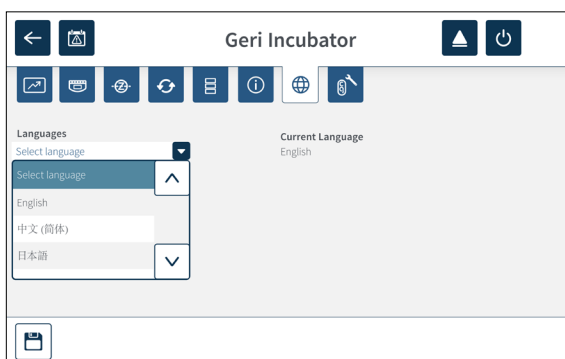 Geri Incubator
Languages
Select language
Current Language
English
Select language
English
中文 (简体)
日本語